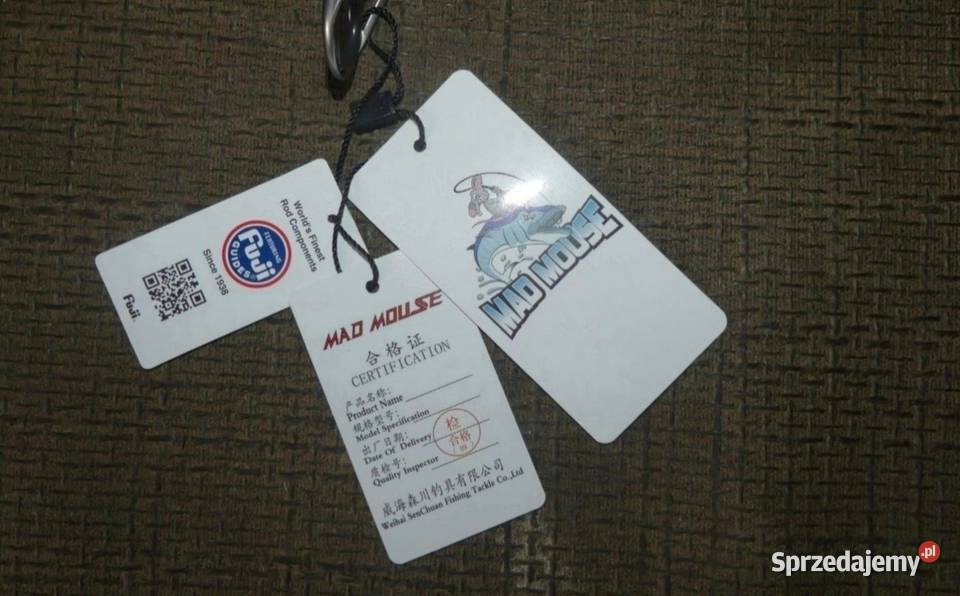 World's Finest
Rod Components
FEATURING
Fuji
GUIDES
Since 1938
Fuji
MAD MOUSE
MAD MOUSE
合格证
CERTIFICATION
产品名称:
Product Name
规格型号:
Model Specification
出厂日期:
Date Of Delivery
质检号:
Quality Inspector
检
合格
威海森川钓具有限公司
Weihai SenChuan Fishing Tackle Co.,Ltd
Sprzedajemy.pl